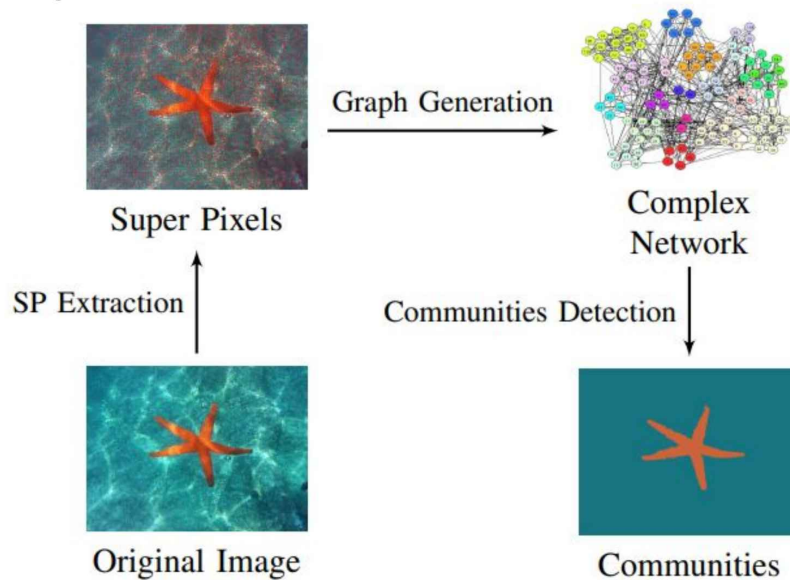 Super Pixels
Graph Generation
Complex
Network
SP Extraction
Communities Detection
Original Image
Communities